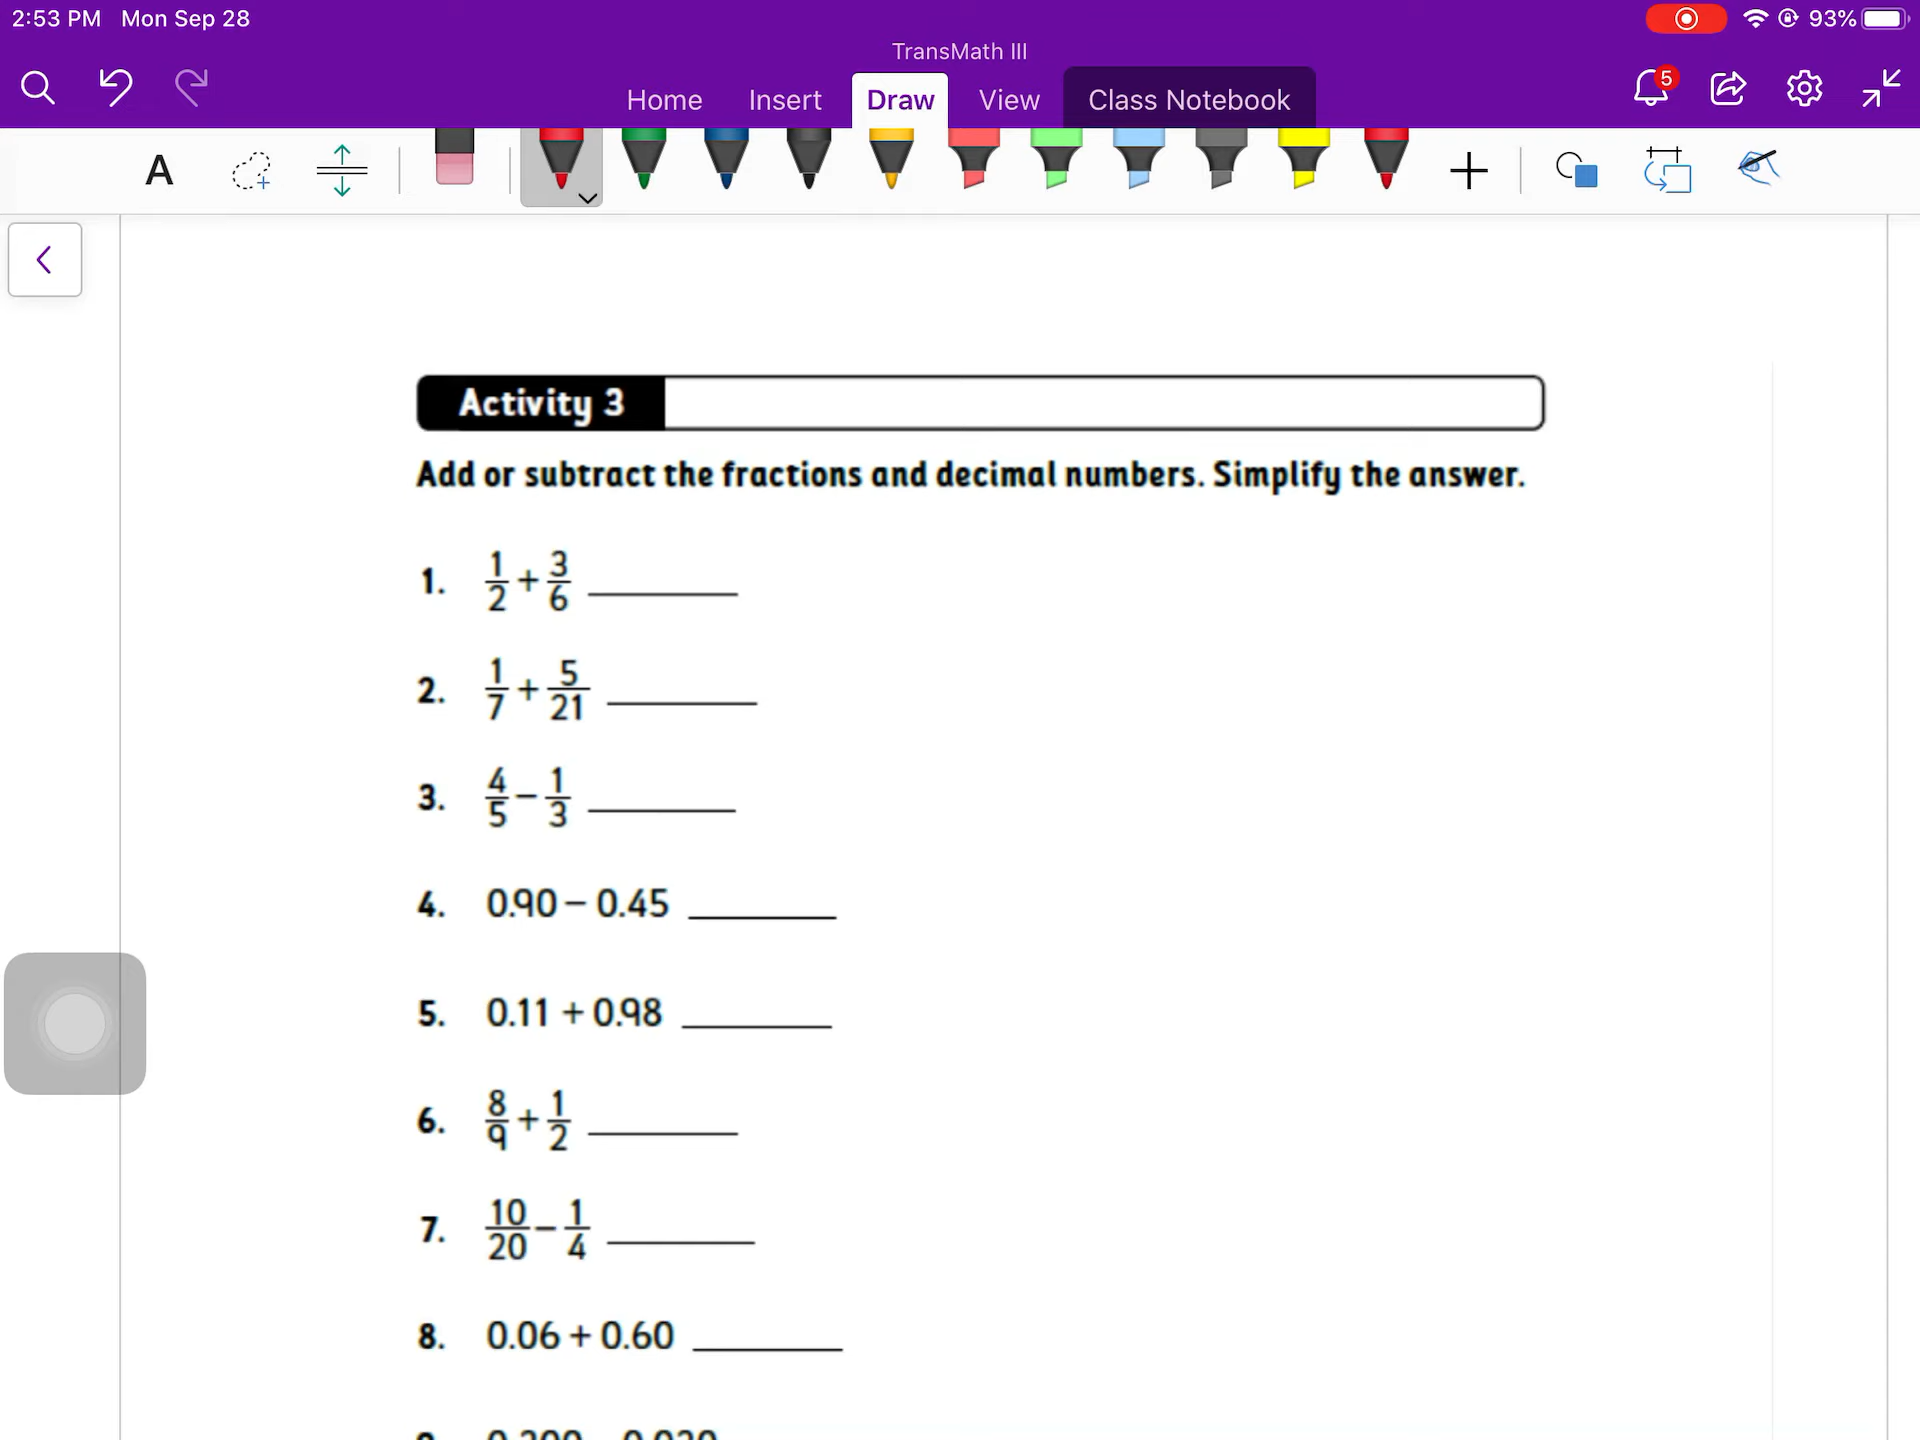 2:53 PM Mon Sep 28
93%
TransMath III
Home Insert Draw View Class Notebook
5
A
Activity 3
Add or subtract the fractions and decimal numbers. Simplify the answer.
1. 1/2 + 3/6
2. 1/7 + 5/21
3. 4/5 − 1/3
4. 0.90 − 0.45
5. 0.11 + 0.98
6. 8/9 + 1/2
7. 10/20 − 1/4
8. 0.06 + 0.60